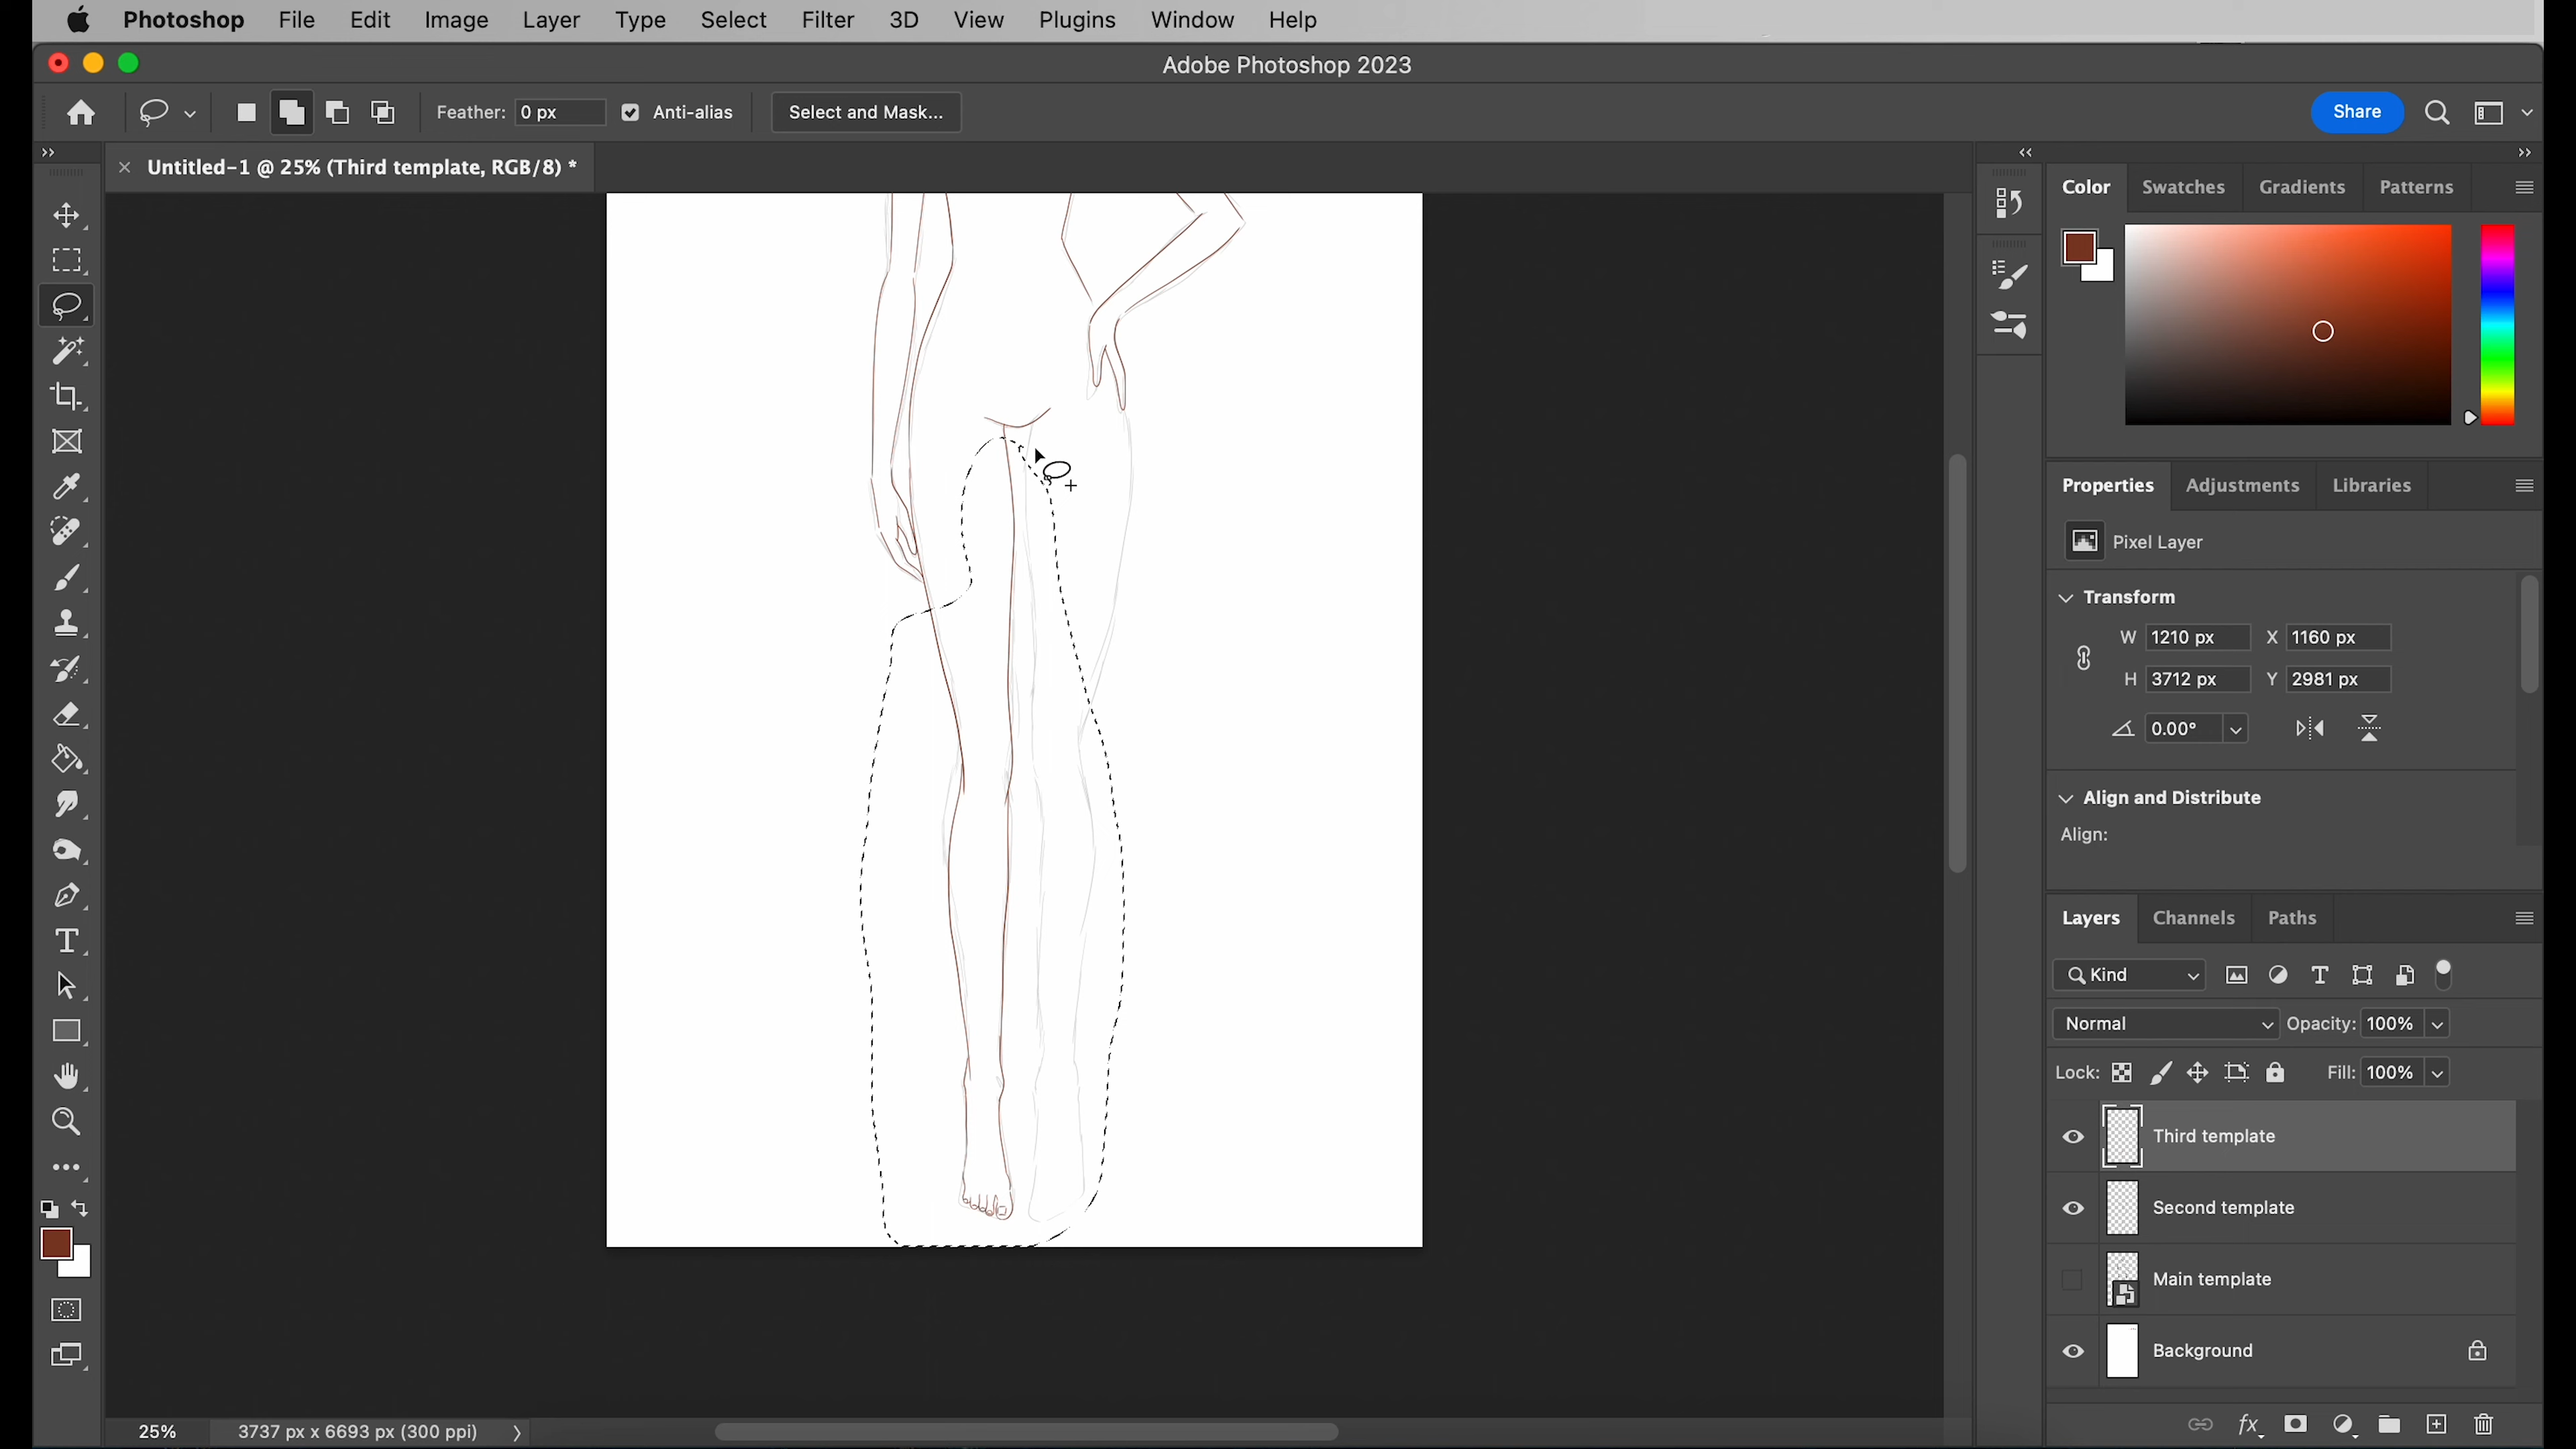 Photoshop File Edit Image Layer Type Select Filter 3D View Plugins Window Help
Adobe Photoshop 2023
Feather: 0 px Anti-alias Select and Mask... Share
Untitled-1 @ 25% (Third template, RGB/8) *
Color Swatches Gradients Patterns
Properties Adjustments Libraries
Pixel Layer
Transform
W 1210 px X 1160 px
H 3712 px Y 2981 px
0.00°
Align and Distribute
Align:
Layers Channels Paths
Kind
Normal Opacity: 100%
Lock: Fill: 100%
Third template
Second template
Main template
Background
25% 3737 px x 6693 px (300 ppi)